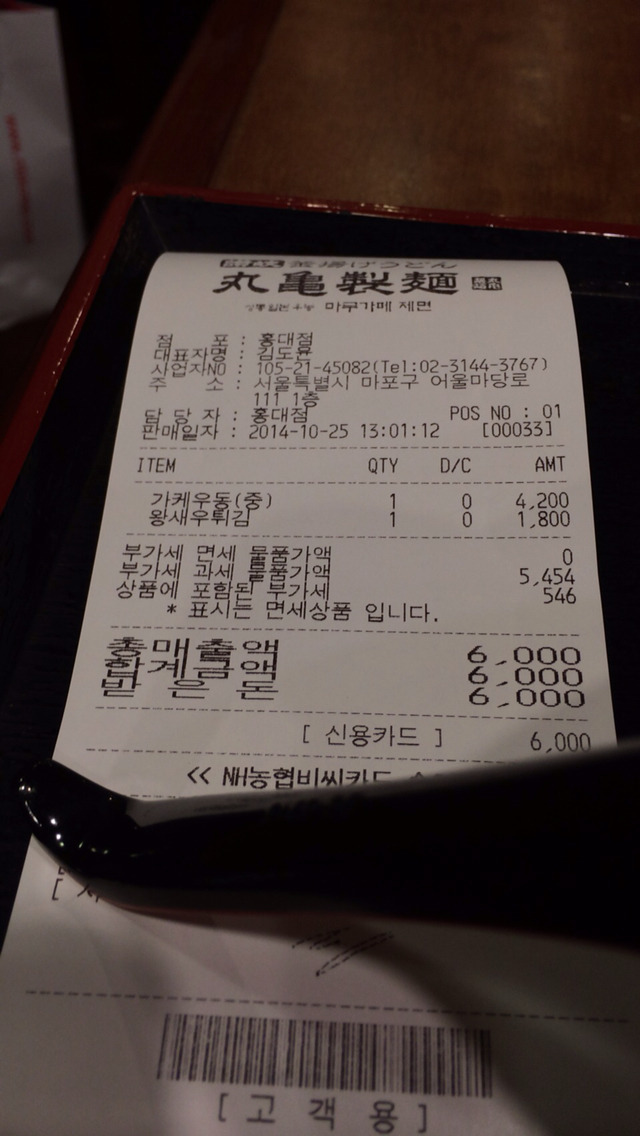 釜揚げうどん
丸亀製麺
마루가메 제면
점 포 : 홍대점
대표자명 : 김도훈
사업자NO : 105-21-45082(Tel:02-3144-3767)
주 소 : 서울특별시 마포구 어울마당로
111 1층
담 당 자 : 홍대점 POS NO : 01
판매일자 : 2014-10-25 13:01:12 [00033]
ITEM QTY D/C AMT
가케우동(중) 1 0 4,200
왕새우튀김 1 0 1,800
부가세 면세 물품가액 0
부가세 과세 물품가액 5,454
상품에 포함된 부가세 546
* 표시는 면세상품 입니다.
총매출액 6,000
합계금액 6,000
받은돈 6,000
[ 신용카드 ] 6,000
<< NH농협비씨카드
[고객용]